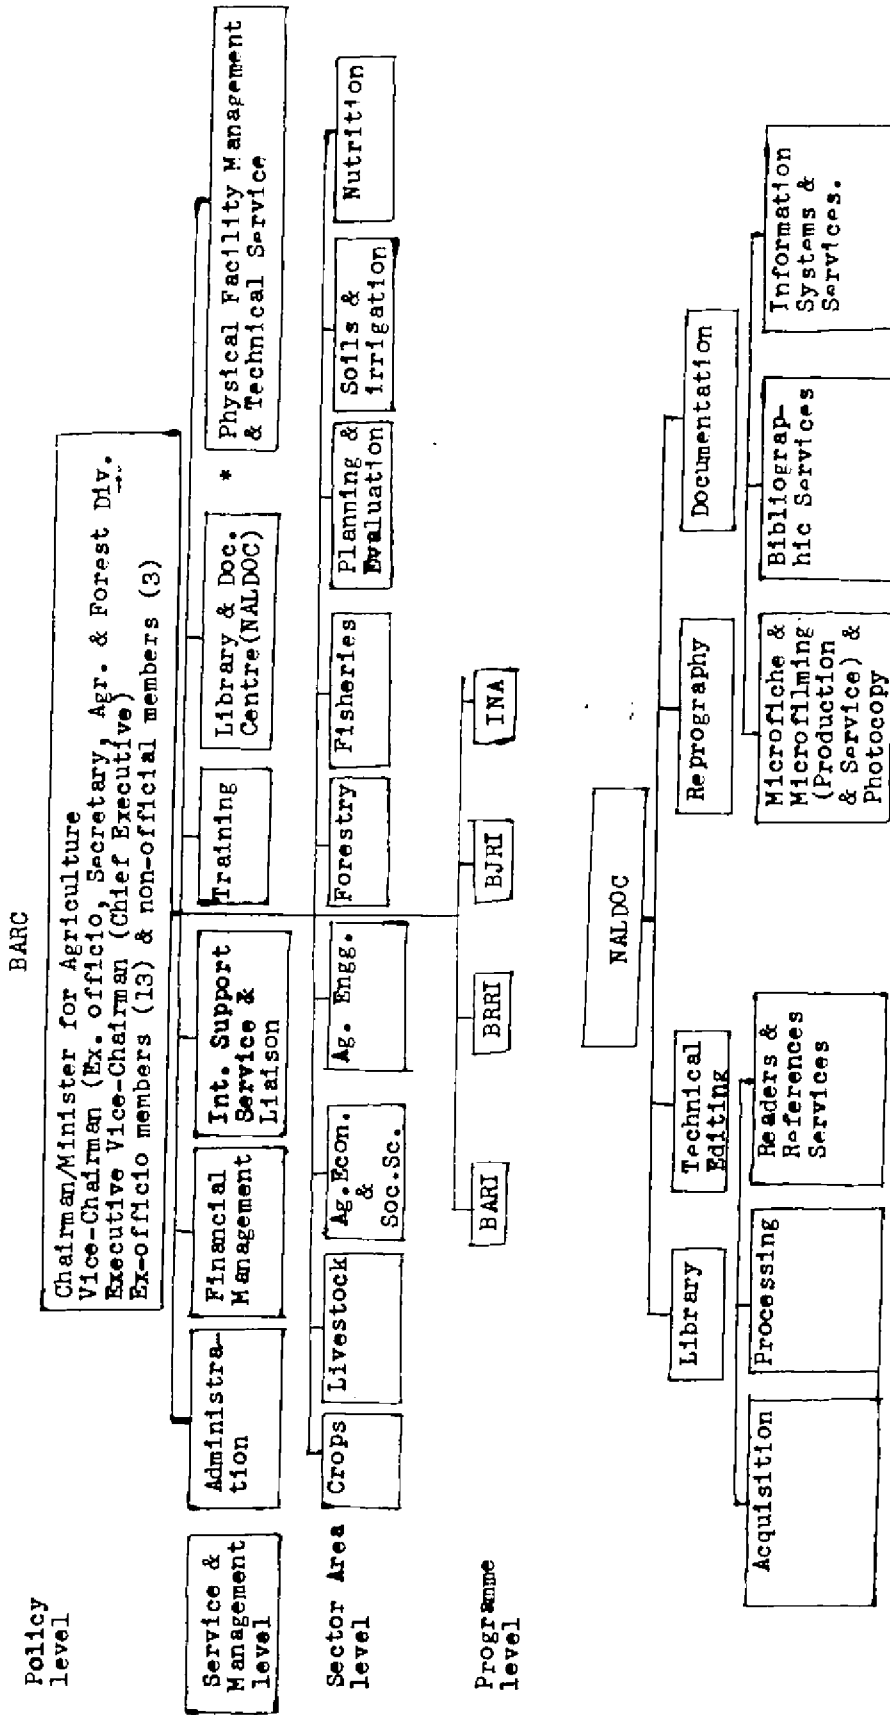 BARC
Policy
level
Chairman/Minister for Agriculture
Vice-Chairman (Ex. officio, Secretary, Agr. & Forest Div.
Executive Vice-Chairman (Chief Executive)
Ex-officio members (13) & non-official members (3)
Service &
Management
level
Administra-
tion
Financial
Management
Int. Support
Service &
Liaison
Training
Library & Doc.
Centre(NALDOC)
*
Physical Facility Management
& Technical Service
Sector Area
level
Crops
Livestock
Ag.Econ.
&
Soc.Sc.
Ag. Engg.
Forestry
Fisheries
Planning &
Evaluation
Soils &
irrigation
Nutrition
Programme
level
BARI
BRRI
BJRI
INA
NALDOC
Library
Technical
Editing
Reprography
Documentation
Acquisition
Processing
Readers &
References
Services
Microfiche &
Microfilming
(Production
& Service) &
Photocopy
Bibliograp-
hic Services
Information
Systems &
Services.